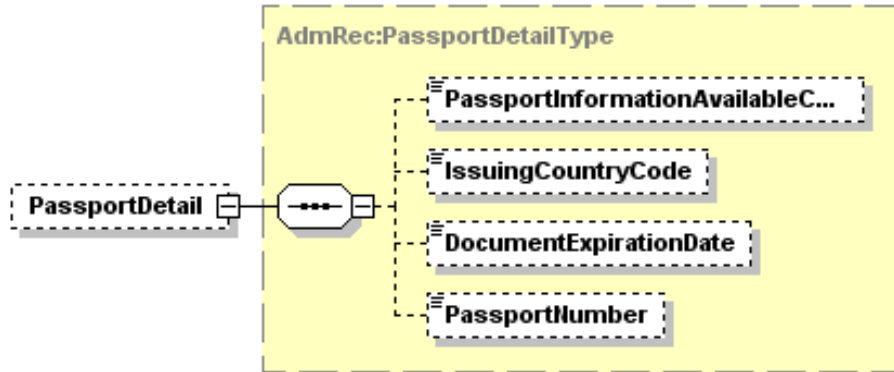 AdmRec:PassportDetailType
PassportInformationAvailableC...
IssuingCountryCode
PassportDetail
DocumentExpirationDate
PassportNumber